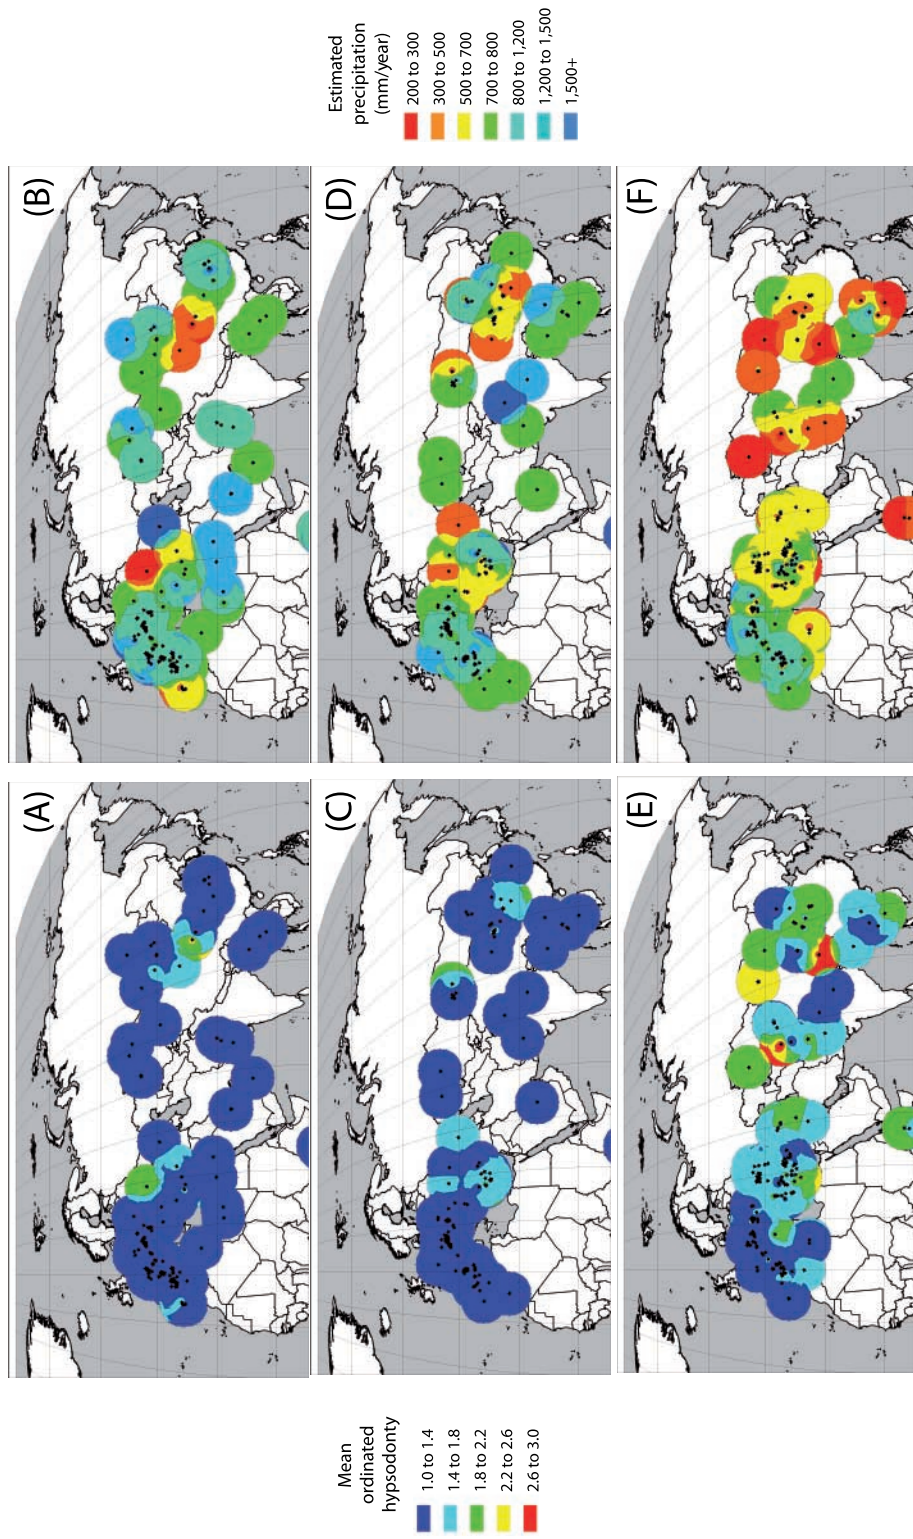 Mean
ordinated
hypsodonty
1.0 to 1.4
1.4 to 1.8
1.8 to 2.2
2.2 to 2.6
2.6 to 3.0
(A)
(B)
(C)
(D)
(E)
(F)
Estimated
precipitation
(mm/year)
200 to 300
300 to 500
500 to 700
700 to 800
800 to 1,200
1,200 to 1,500
1,500+